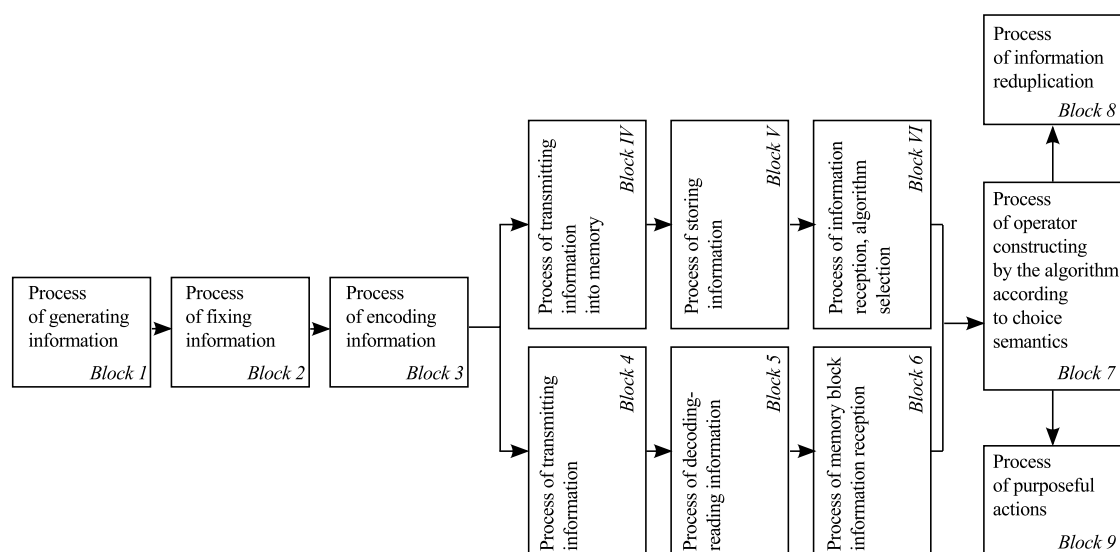 Process
of generating
information
Block 1
Process
of fixing
information
Block 2
Process
of encoding
information
Block 3
Process of transmitting
information
into memory
Block IV
Process of storing
information
Block V
Process of information
reception, algorithm
selection
Block VI
Process of transmitting
information
Block 4
Process of decoding-
reading information
Block 5
Process of memory block
information reception
Block 6
Process
of operator
constructing
by the algorithm
according
to choice
semantics
Block 7
Process
of information
reduplication
Block 8
Process
of purposeful
actions
Block 9